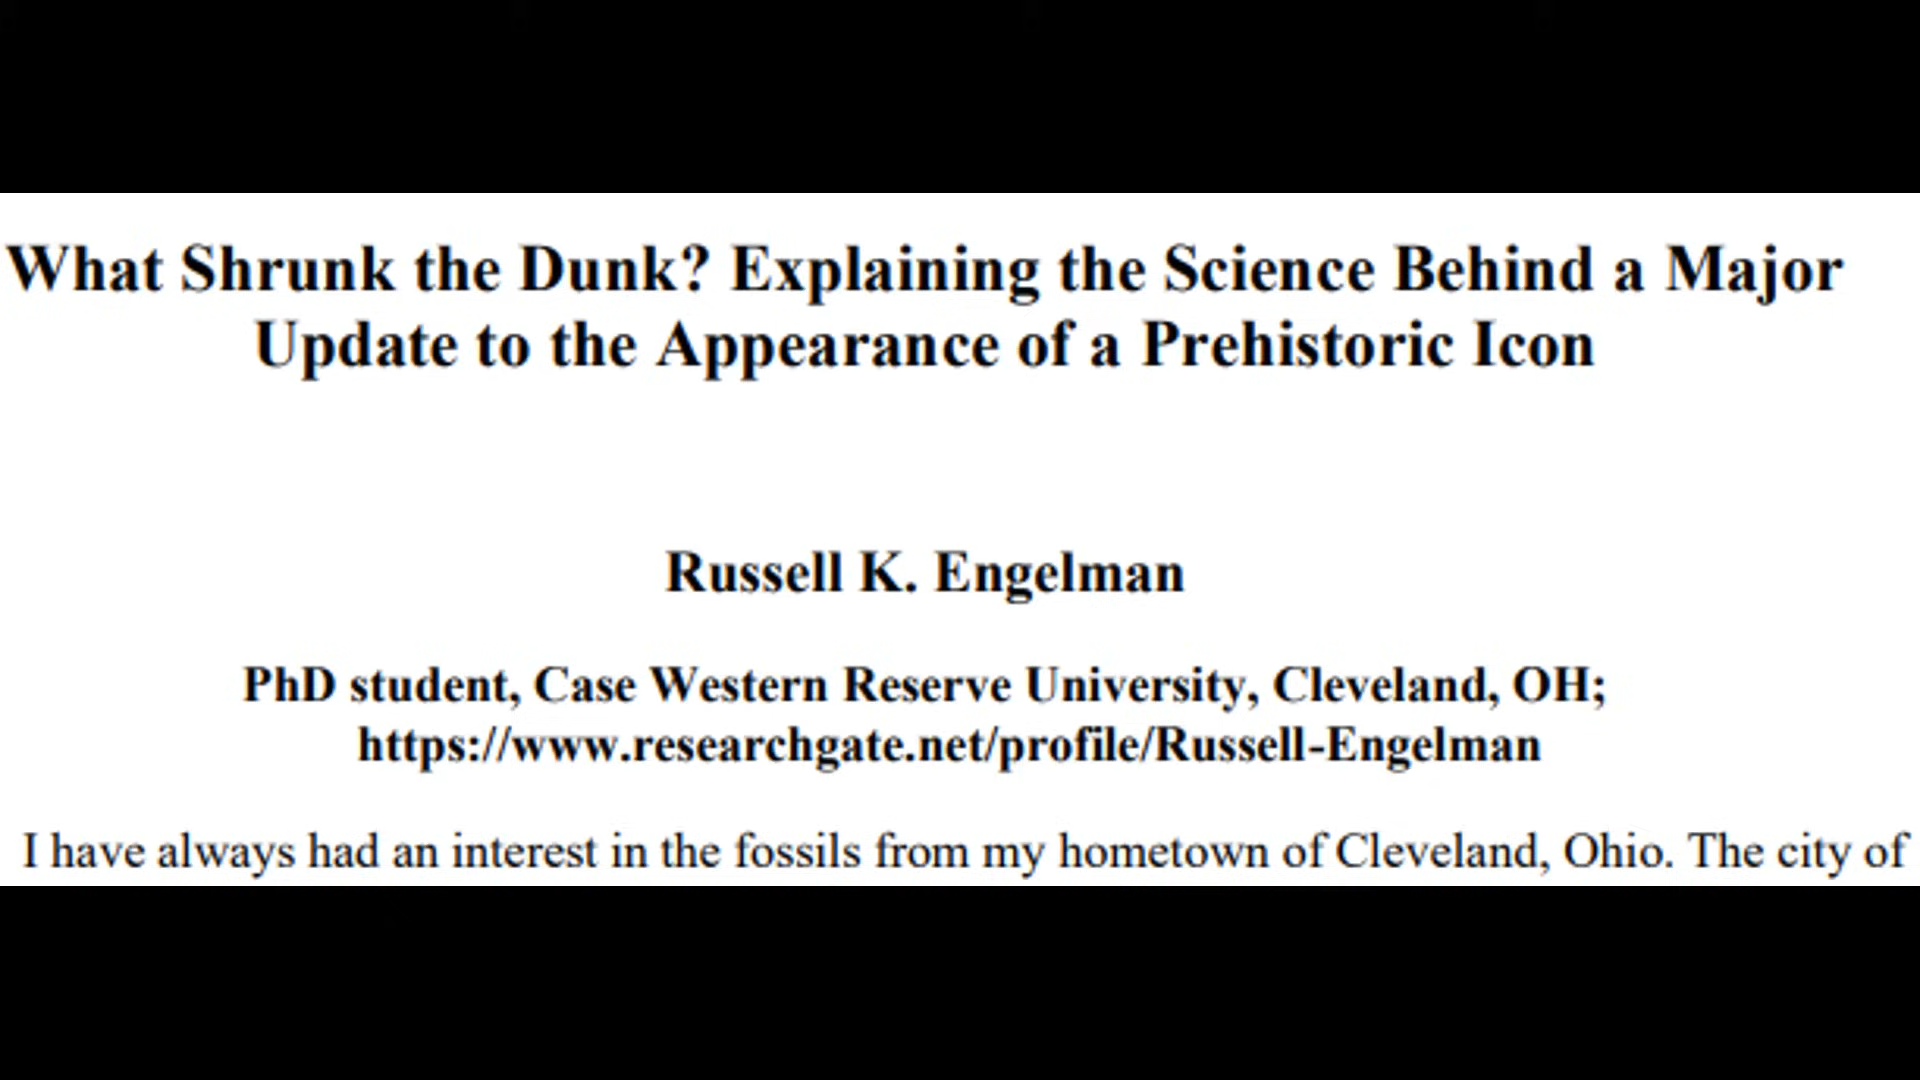 What Shrunk the Dunk? Explaining the Science Behind a Major
Update to the Appearance of a Prehistoric Icon
Russell K. Engelman
PhD student, Case Western Reserve University, Cleveland, OH;
https://www.researchgate.net/profile/Russell-Engelman
I have always had an interest in the fossils from my hometown of Cleveland, Ohio. The city of